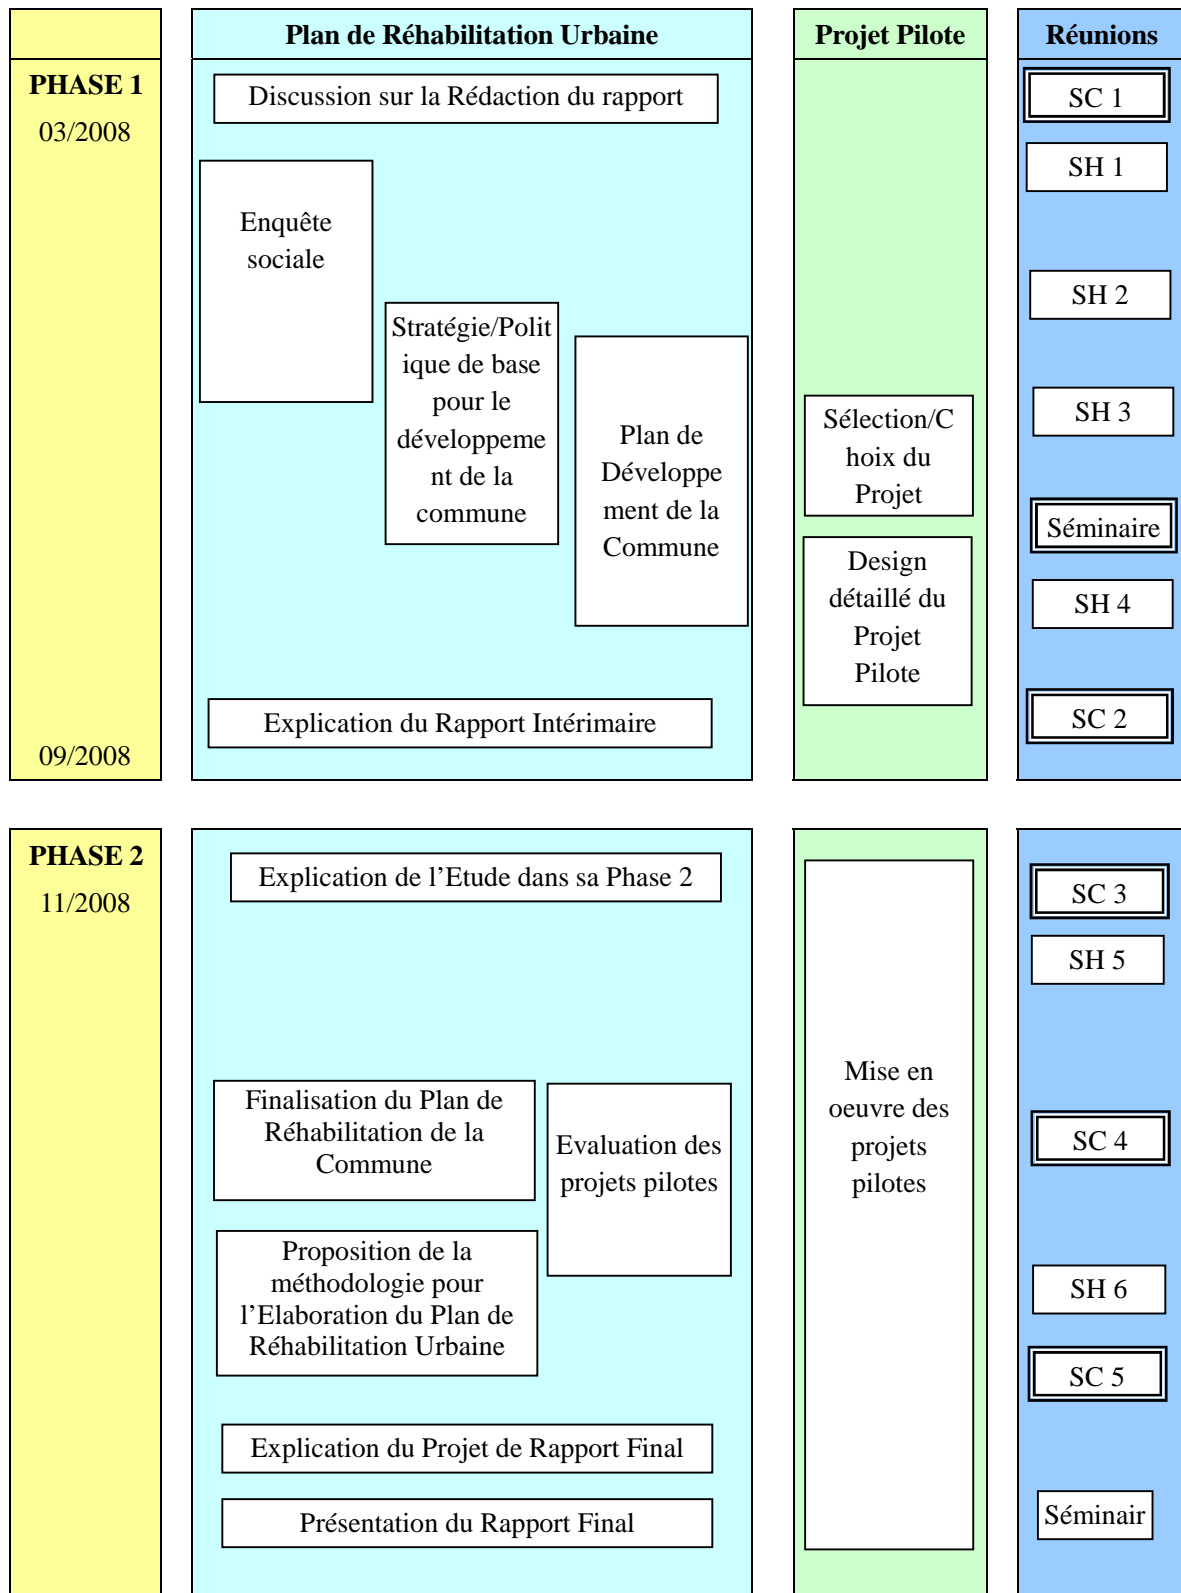 Plan de Réhabilitation Urbaine
Projet Pilote
Réunions
PHASE 1
03/2008
09/2008
Discussion sur la Rédaction du rapport
Enquête
sociale
Stratégie/Polit
ique de base
pour le
développeme
nt de la
commune
Plan de
Développe
ment de la
Commune
Explication du Rapport Intérimaire
Sélection/C
hoix du
Projet
Design
détaillé du
Projet
Pilote
SC 1
SH 1
SH 2
SH 3
Séminaire
SH 4
SC 2
PHASE 2
11/2008
Explication de l’Etude dans sa Phase 2
Finalisation du Plan de
Réhabilitation de la
Commune
Evaluation des
projets pilotes
Proposition de la
méthodologie pour
l’Elaboration du Plan de
Réhabilitation Urbaine
Explication du Projet de Rapport Final
Présentation du Rapport Final
Mise en
oeuvre des
projets
pilotes
SC 3
SH 5
SC 4
SH 6
SC 5
Séminair